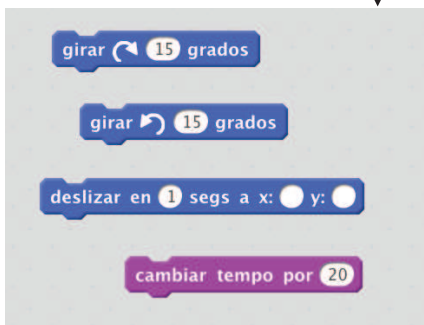 girar 15 grados
girar 15 grados
deslizar en 1 segs a x: y:
cambiar tempo por 20